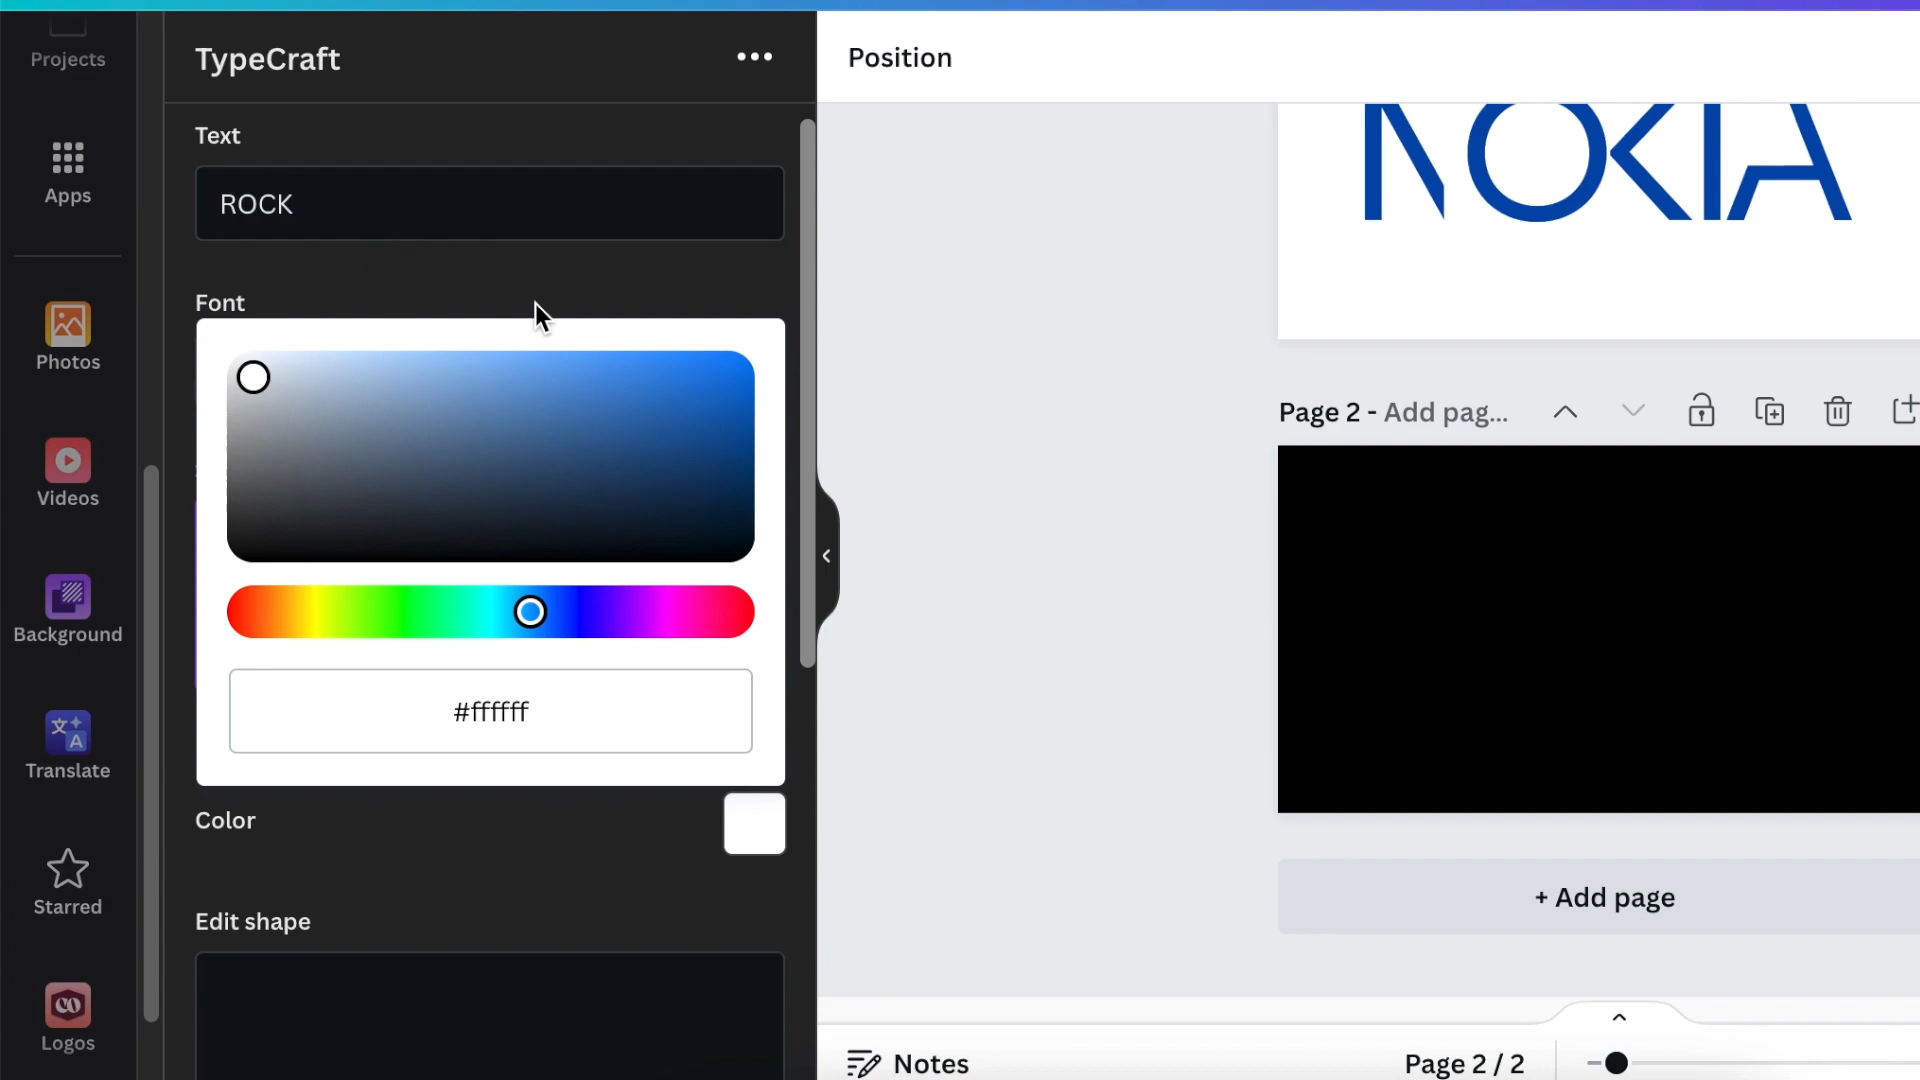 Projects
Apps
Photos
Videos
Background
Translate
Starred
Logos
TypeCraft
Text
ROCK
Font
#ffffff
Color
Edit shape
Position
NOKIA
Page 2 - Add pag...
+ Add page
Notes
Page 2 / 2